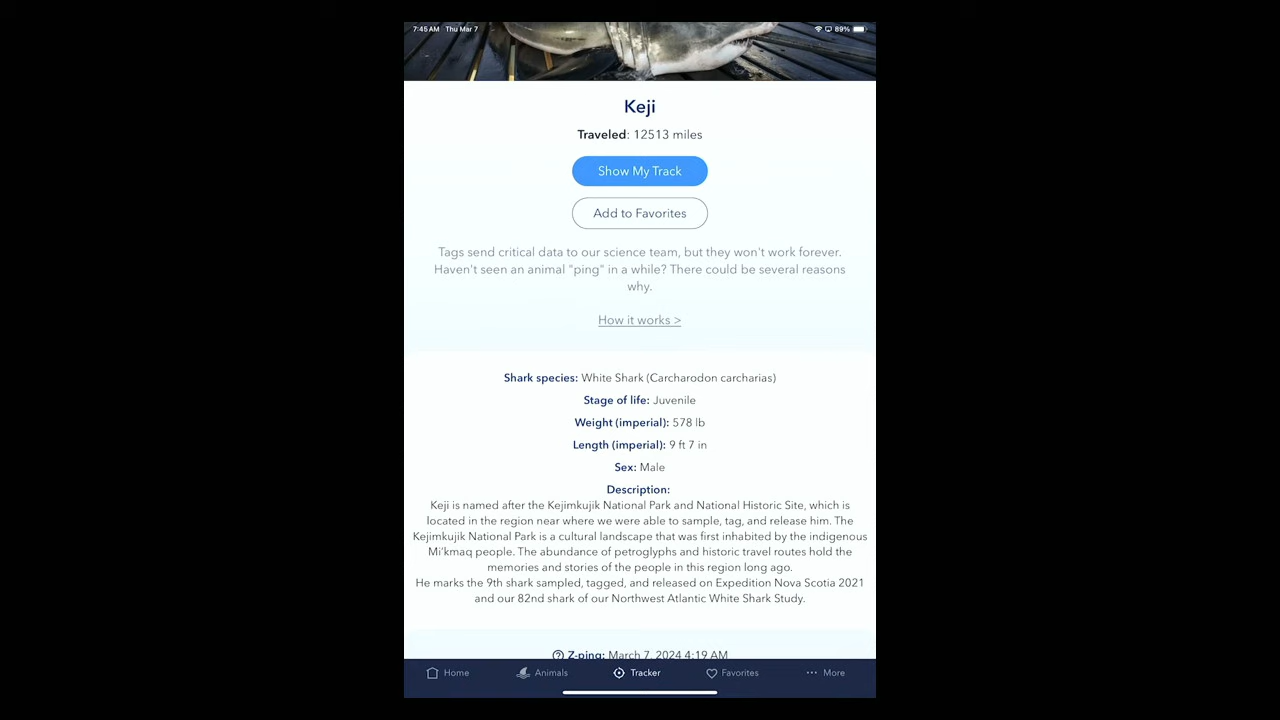 7:45 AM Thu Mar 7
89%
Keji
Traveled: 12513 miles
Show My Track
Add to Favorites
Tags send critical data to our science team, but they won't work forever.
Haven't seen an animal "ping" in a while? There could be several reasons
why.
How it works >
Shark species: White Shark (Carcharodon carcharias)
Stage of life: Juvenile
Weight (imperial): 578 lb
Length (imperial): 9 ft 7 in
Sex: Male
Description:
Keji is named after the Kejimkujik National Park and National Historic Site, which is
located in the region near where we were able to sample, tag, and release him. The
Kejimkujik National Park is a cultural landscape that was first inhabited by the indigenous
Mi'kmaq people. The abundance of petroglyphs and historic travel routes hold the
memories and stories of the people in this region long ago.
He marks the 9th shark sampled, tagged, and released on Expedition Nova Scotia 2021
and our 82nd shark of our Northwest Atlantic White Shark Study.
Z-ping: March 7, 2024 4:19 AM
Home Animals Tracker Favorites More